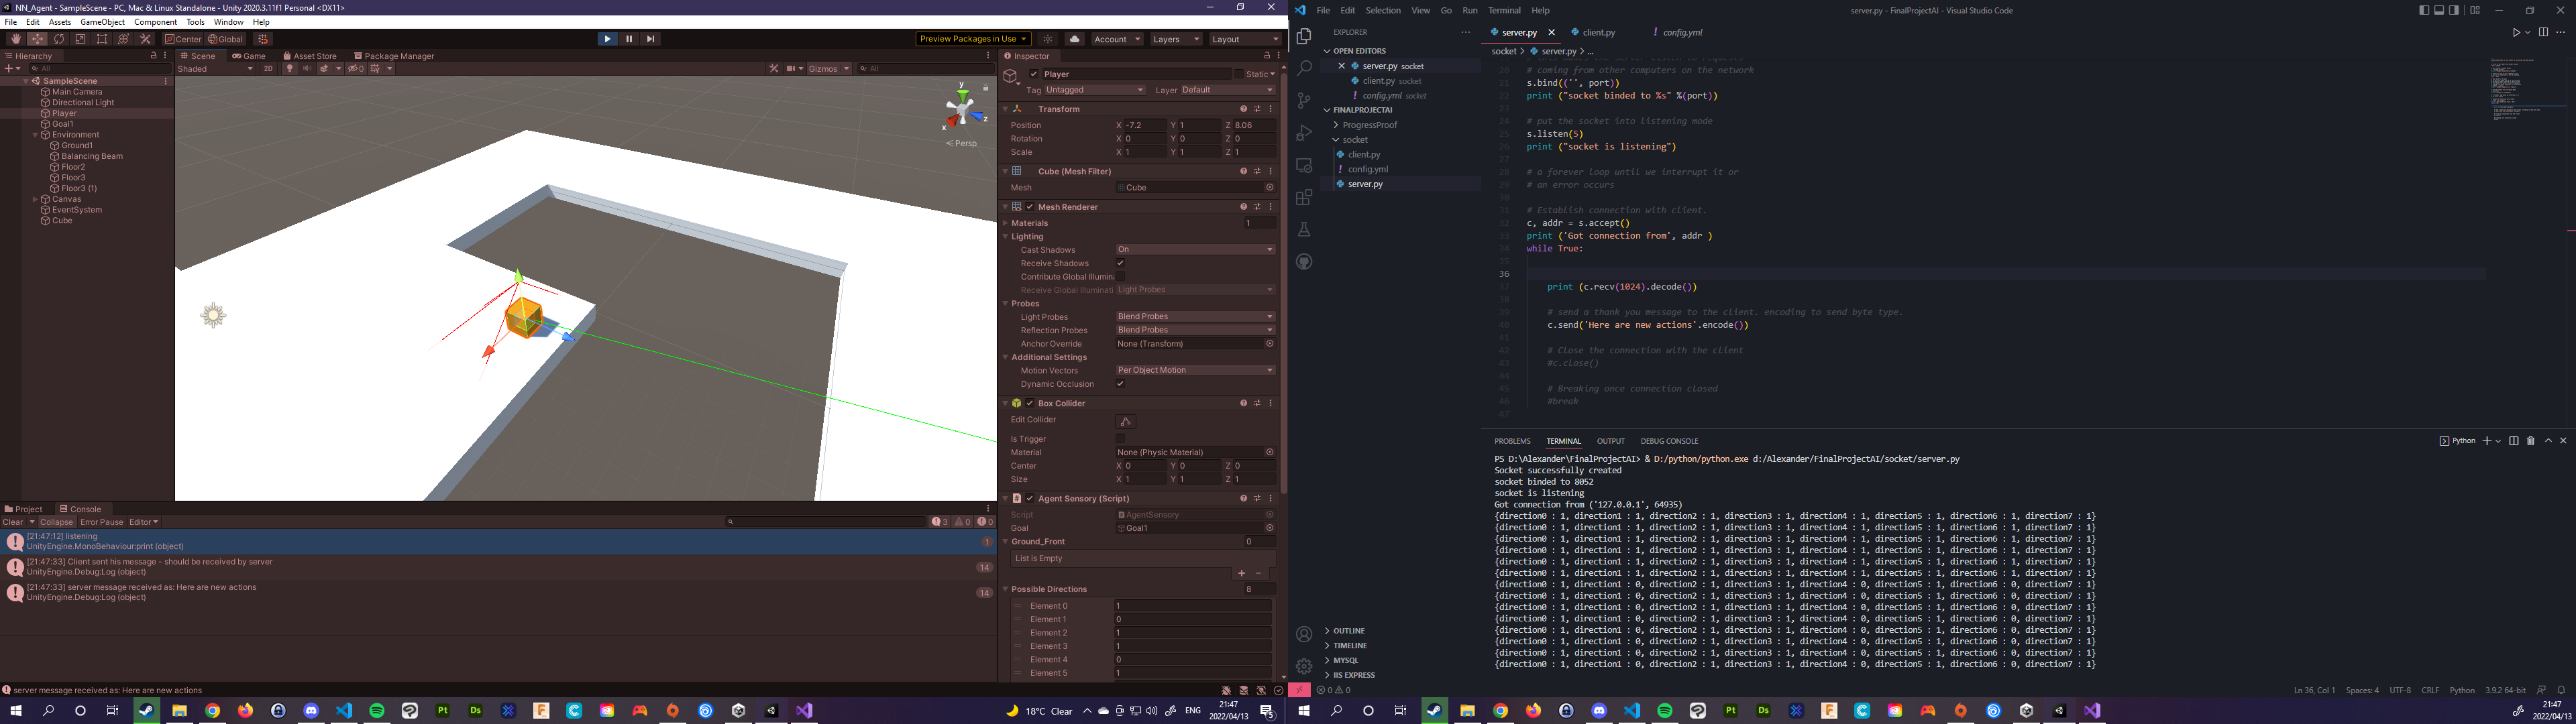 NN_Agent - SampleScene - PC, Mac & Linux Standalone - Unity 2020.3.11f1 Personal <DX11>
File Edit Assets GameObject Component Tools Window Help
Center Global
Preview Packages in Use Account Layers Layout
Hierarchy
All
SampleScene
Main Camera
Directional Light
Player
Goal1
Environment
Ground1
Balancing Beam
Floor2
Floor3
Floor3 (1)
Canvas
EventSystem
Cube
Scene Game Asset Store Package Manager
Shaded 2D 0 Gizmos All
y
x
z
Persp
Inspector
Player Static
Tag Untagged Layer Default
Transform
Position X -7.2 Y 1 Z 8.06
Rotation X 0 Y 0 Z 0
Scale X 1 Y 1 Z 1
Cube (Mesh Filter)
Mesh Cube
Mesh Renderer
Materials 1
Lighting
Cast Shadows On
Receive Shadows
Contribute Global Illumina
Receive Global Illuminati Light Probes
Probes
Light Probes Blend Probes
Reflection Probes Blend Probes
Anchor Override None (Transform)
Additional Settings
Motion Vectors Per Object Motion
Dynamic Occlusion
Box Collider
Edit Collider
Is Trigger
Material None (Physic Material)
Center X 0 Y 0 Z 0
Size X 1 Y 1 Z 1
Agent Sensory (Script)
Script AgentSensory
Goal Goal1
Ground_Front 0
List is Empty
Possible Directions 8
Element 0 1
Element 1 0
Element 2 1
Element 3 1
Element 4 0
Element 5 1
Project Console
Clear Collapse Error Pause Editor 3 0 0
[21:47:12] listening
UnityEngine.MonoBehaviour:print (object)
1
[21:47:33] Client sent his message - should be received by server
UnityEngine.Debug:Log (object)
14
[21:47:33] server message received as: Here are new actions
UnityEngine.Debug:Log (object)
14
server message received as: Here are new actions
18°C Clear ENG 21:47
2022/04/13
File Edit Selection View Go Run Terminal Help
server.py - FinalProjectAI - Visual Studio Code
EXPLORER
OPEN EDITORS
server.py socket
client.py socket
config.yml socket
FINALPROJECTAI
ProgressProof
socket
client.py
config.yml
server.py
OUTLINE
TIMELINE
MYSQL
IIS EXPRESS
server.py client.py config.yml
socket > server.py > ...
20 # coming from other computers on the network
21 s.bind(('', port))
22 print ("socket binded to %s" %(port))
23
24 # put the socket into listening mode
25 s.listen(5)
26 print ("socket is listening")
27
28 # a forever loop until we interrupt it or
29 # an error occurs
30
31 # Establish connection with client.
32 c, addr = s.accept()
33 print ('Got connection from', addr )
34 while True:
35
36
37 print (c.recv(1024).decode())
38
39 # send a thank you message to the client. encoding to send byte type.
40 c.send('Here are new actions'.encode())
41
42 # Close the connection with the client
43 #c.close()
44
45 # Breaking once connection closed
46 #break
47
PROBLEMS TERMINAL OUTPUT DEBUG CONSOLE Python
PS D:\Alexander\FinalProjectAI> & D:/python/python.exe d:/Alexander/FinalProjectAI/socket/server.py
Socket successfully created
socket binded to 8052
socket is listening
Got connection from ('127.0.0.1', 64935)
{direction0 : 1, direction1 : 1, direction2 : 1, direction3 : 1, direction4 : 1, direction5 : 1, direction6 : 1, direction7 : 1}
{direction0 : 1, direction1 : 1, direction2 : 1, direction3 : 1, direction4 : 1, direction5 : 1, direction6 : 1, direction7 : 1}
{direction0 : 1, direction1 : 1, direction2 : 1, direction3 : 1, direction4 : 1, direction5 : 1, direction6 : 1, direction7 : 1}
{direction0 : 1, direction1 : 1, direction2 : 1, direction3 : 1, direction4 : 1, direction5 : 1, direction6 : 1, direction7 : 1}
{direction0 : 1, direction1 : 1, direction2 : 1, direction3 : 1, direction4 : 1, direction5 : 1, direction6 : 1, direction7 : 1}
{direction0 : 1, direction1 : 1, direction2 : 1, direction3 : 1, direction4 : 1, direction5 : 1, direction6 : 1, direction7 : 1}
{direction0 : 1, direction1 : 0, direction2 : 1, direction3 : 1, direction4 : 0, direction5 : 1, direction6 : 0, direction7 : 1}
{direction0 : 1, direction1 : 0, direction2 : 1, direction3 : 1, direction4 : 0, direction5 : 1, direction6 : 0, direction7 : 1}
{direction0 : 1, direction1 : 0, direction2 : 1, direction3 : 1, direction4 : 0, direction5 : 1, direction6 : 0, direction7 : 1}
{direction0 : 1, direction1 : 0, direction2 : 1, direction3 : 1, direction4 : 0, direction5 : 1, direction6 : 0, direction7 : 1}
{direction0 : 1, direction1 : 0, direction2 : 1, direction3 : 1, direction4 : 0, direction5 : 1, direction6 : 0, direction7 : 1}
{direction0 : 1, direction1 : 0, direction2 : 1, direction3 : 1, direction4 : 0, direction5 : 1, direction6 : 0, direction7 : 1}
{direction0 : 1, direction1 : 0, direction2 : 1, direction3 : 1, direction4 : 0, direction5 : 1, direction6 : 0, direction7 : 1}
{direction0 : 1, direction1 : 0, direction2 : 1, direction3 : 1, direction4 : 0, direction5 : 1, direction6 : 0, direction7 : 1}
0 0 Ln 36, Col 1 Spaces: 4 UTF-8 CRLF Python 3.9.2 64-bit
21:47
2022/04/13